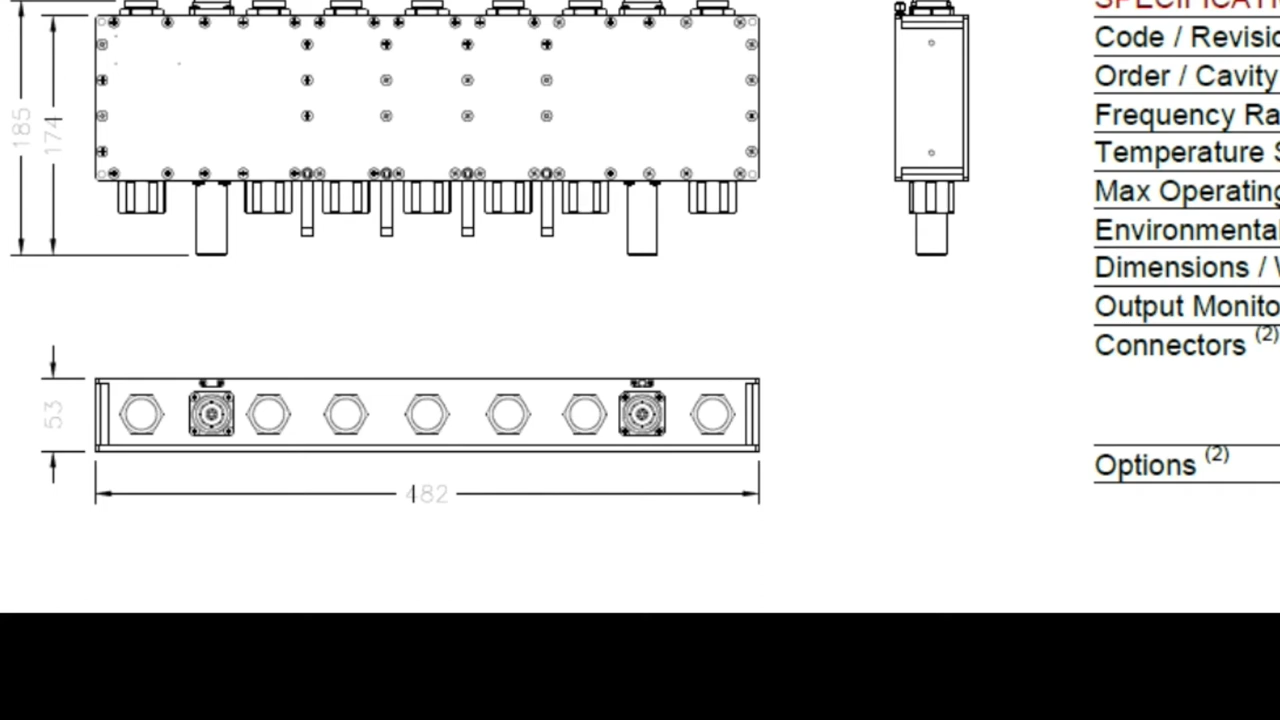 185
174
53
482
Code / Revisio
Order / Cavity
Frequency Ra
Temperature S
Max Operating
Environmental
Dimensions /
Output Monito
Connectors (2)
Options (2)